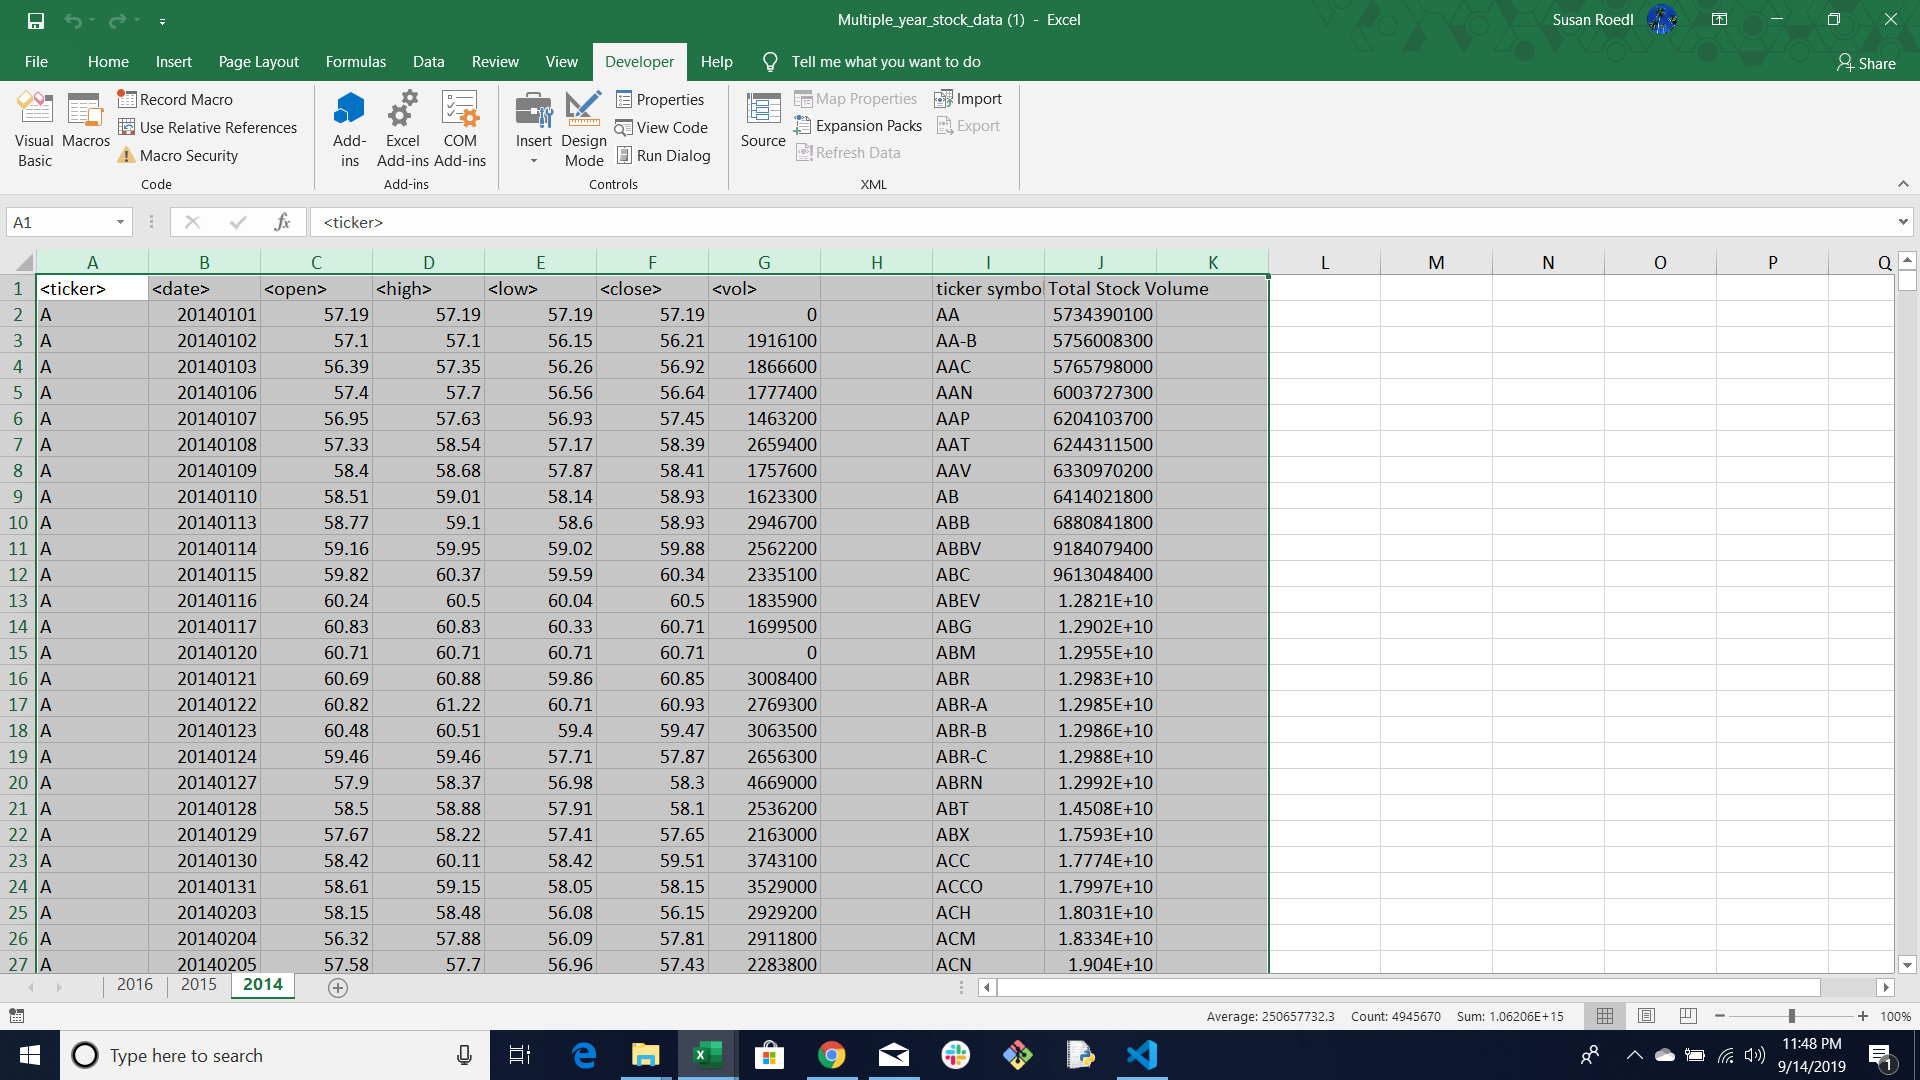 Multiple_year_stock_data (1) - Excel
Susan Roedl
File Home Insert Page Layout Formulas Data Review View Developer Help Tell me what you want to do Share
Visual Basic
Macros
Record Macro
Use Relative References
Macro Security
Code
Add-ins
Excel Add-ins
COM Add-ins
Add-ins
Insert
Design Mode
Properties
View Code
Run Dialog
Controls
Source
Map Properties
Expansion Packs
Refresh Data
Import
Export
XML
A1 fx <ticker>
A B C D E F G H I J K L M N O P Q
1 <ticker> <date> <open> <high> <low> <close> <vol> ticker symbo Total Stock Volume
2 A 20140101 57.19 57.19 57.19 57.19 0 AA 5734390100
3 A 20140102 57.1 57.1 56.15 56.21 1916100 AA-B 5756008300
4 A 20140103 56.39 57.35 56.26 56.92 1866600 AAC 5765798000
5 A 20140106 57.4 57.7 56.56 56.64 1777400 AAN 6003727300
6 A 20140107 56.95 57.63 56.93 57.45 1463200 AAP 6204103700
7 A 20140108 57.33 58.54 57.17 58.39 2659400 AAT 6244311500
8 A 20140109 58.4 58.68 57.87 58.41 1757600 AAV 6330970200
9 A 20140110 58.51 59.01 58.14 58.93 1623300 AB 6414021800
10 A 20140113 58.77 59.1 58.6 58.93 2946700 ABB 6880841800
11 A 20140114 59.16 59.95 59.02 59.88 2562200 ABBV 9184079400
12 A 20140115 59.82 60.37 59.59 60.34 2335100 ABC 9613048400
13 A 20140116 60.24 60.5 60.04 60.5 1835900 ABEV 1.2821E+10
14 A 20140117 60.83 60.83 60.33 60.71 1699500 ABG 1.2902E+10
15 A 20140120 60.71 60.71 60.71 60.71 0 ABM 1.2955E+10
16 A 20140121 60.69 60.88 59.86 60.85 3008400 ABR 1.2983E+10
17 A 20140122 60.82 61.22 60.71 60.93 2769300 ABR-A 1.2985E+10
18 A 20140123 60.48 60.51 59.4 59.47 3063500 ABR-B 1.2986E+10
19 A 20140124 59.46 59.46 57.71 57.87 2656300 ABR-C 1.2988E+10
20 A 20140127 57.9 58.37 56.98 58.3 4669000 ABRN 1.2992E+10
21 A 20140128 58.5 58.88 57.91 58.1 2536200 ABT 1.4508E+10
22 A 20140129 57.67 58.22 57.41 57.65 2163000 ABX 1.7593E+10
23 A 20140130 58.42 60.11 58.42 59.51 3743100 ACC 1.7774E+10
24 A 20140131 58.61 59.15 58.05 58.15 3529000 ACCO 1.7997E+10
25 A 20140203 58.15 58.48 56.08 56.15 2929200 ACH 1.8031E+10
26 A 20140204 56.32 57.88 56.09 57.81 2911800 ACM 1.8334E+10
27 A 20140205 57.58 57.7 56.96 57.43 2283800 ACN 1.904E+10
2016 2015 2014
Average: 250657732.3 Count: 4945670 Sum: 1.06206E+15 100%
Type here to search
11:48 PM
9/14/2019
1